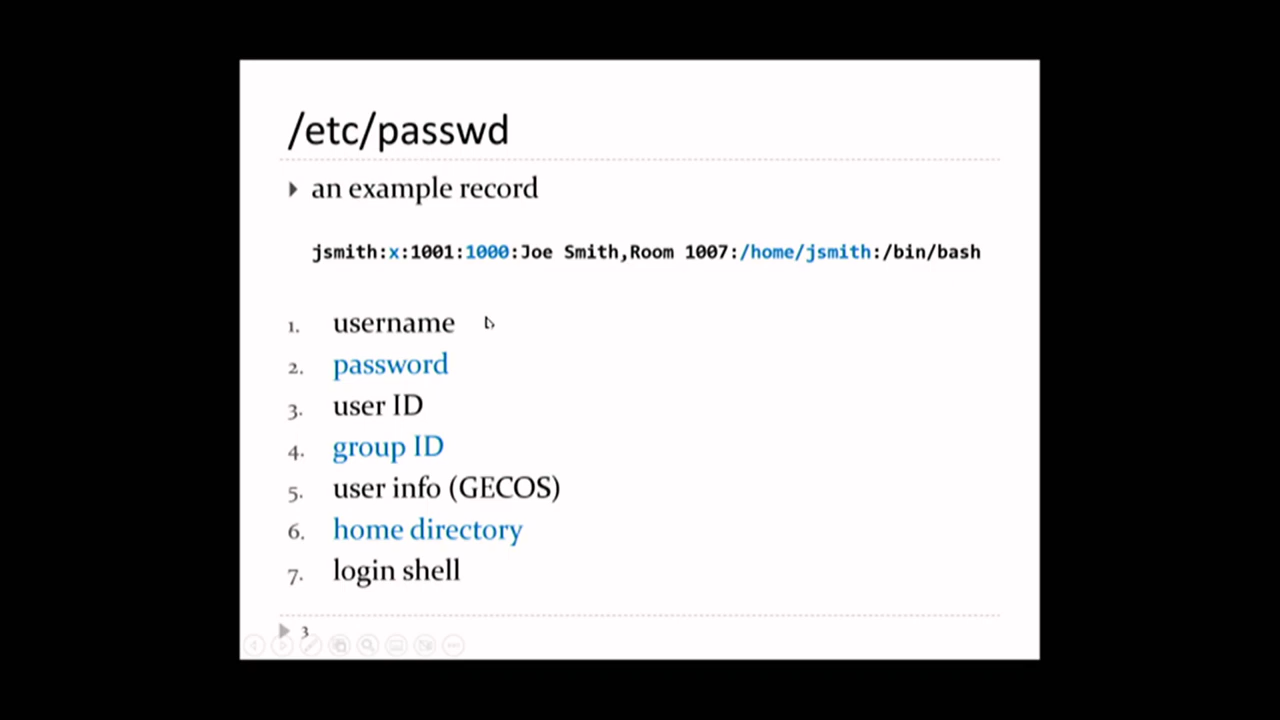 /etc/passwd
an example record
jsmith:x:1001:1000:Joe Smith,Room 1007:/home/jsmith:/bin/bash
1. username
2. password
3. user ID
4. group ID
5. user info (GECOS)
6. home directory
7. login shell
3